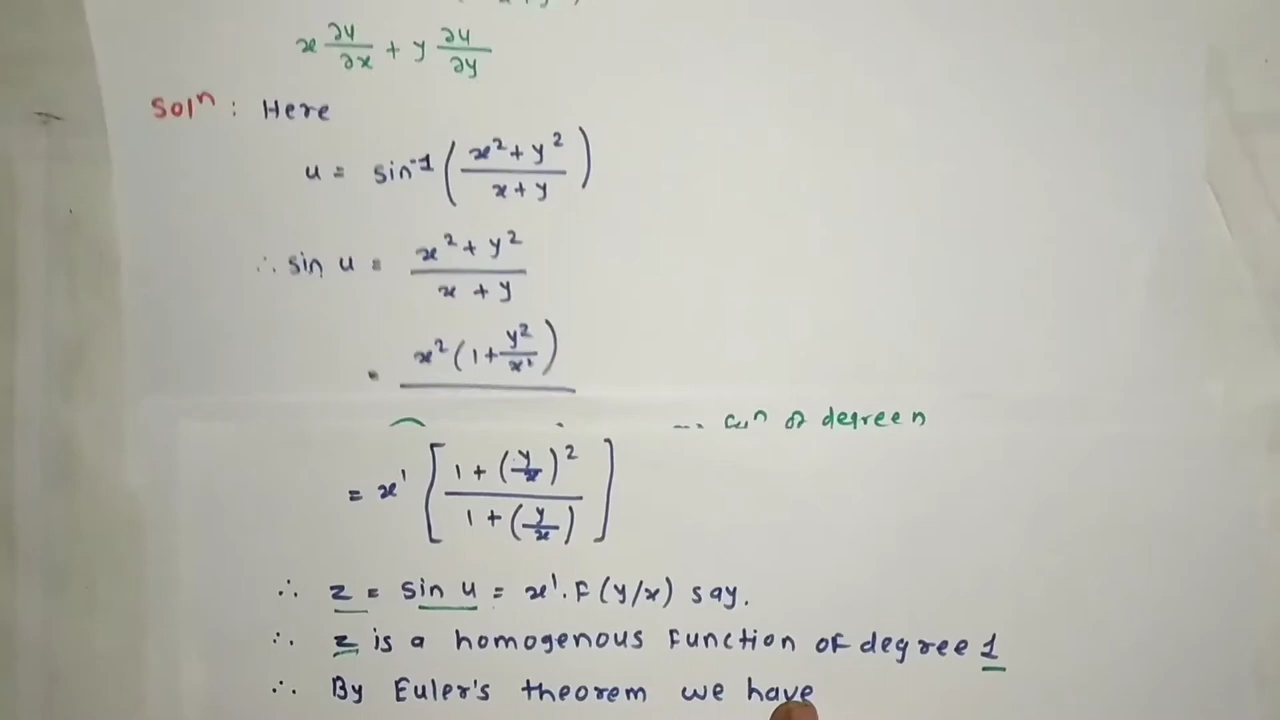 x ∂u/∂x + y ∂u/∂y
Solⁿ : Here
u = sin⁻¹ ( x² + y² / x + y )
∴ sin u = x² + y² / x + y
= x² ( 1 + y²/x² )
of degree n
= x¹ [ 1 + (y/x)² / 1 + (y/x) ]
∴ z = sin u = x¹. F (y/x) say.
∴ z is a homogenous function of degree 1
∴ By Euler's theorem we have